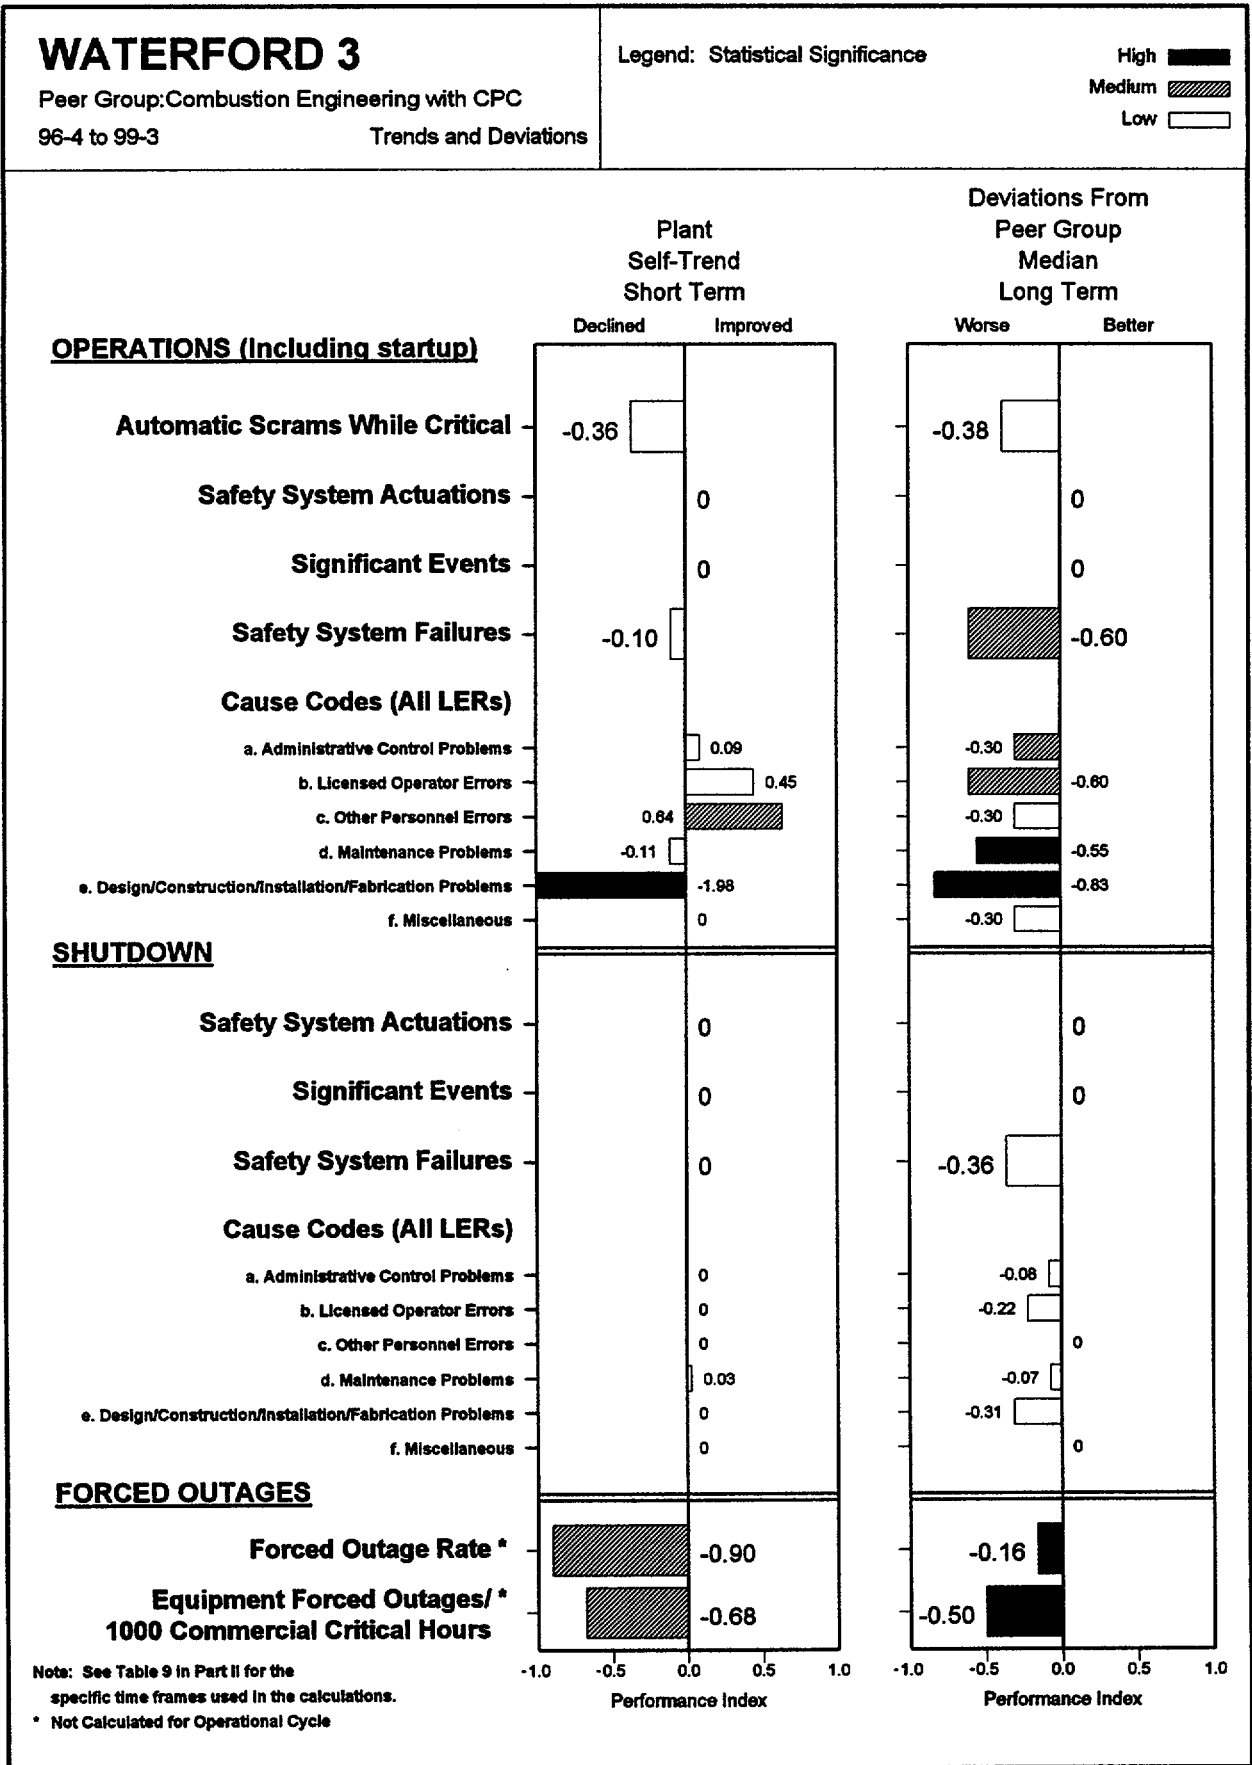 WATERFORD 3
Peer Group:Combustion Engineering with CPC
96-4 to 99-3 Trends and Deviations
Legend: Statistical Significance
High
Medium
Low
Plant
Self-Trend
Short Term
Declined Improved
Deviations From
Peer Group
Median
Long Term
Worse Better
OPERATIONS (Including startup)
Automatic Scrams While Critical -0.36 -0.38
Safety System Actuations 0 0
Significant Events 0 0
Safety System Failures -0.10 -0.60
Cause Codes (All LERs)
a. Administrative Control Problems 0.09 -0.30
b. Licensed Operator Errors 0.45 -0.60
c. Other Personnel Errors 0.64 -0.30
d. Maintenance Problems -0.11 -0.55
e. Design/Construction/Installation/Fabrication Problems -1.98 -0.83
f. Miscellaneous 0 -0.30
SHUTDOWN
Safety System Actuations 0 0
Significant Events 0 0
Safety System Failures 0 -0.36
Cause Codes (All LERs)
a. Administrative Control Problems 0 -0.08
b. Licensed Operator Errors 0 -0.22
c. Other Personnel Errors 0 0
d. Maintenance Problems 0.03 -0.07
e. Design/Construction/Installation/Fabrication Problems 0 -0.31
f. Miscellaneous 0 0
FORCED OUTAGES
Forced Outage Rate * -0.90 -0.16
Equipment Forced Outages/ *
1000 Commercial Critical Hours -0.68 -0.50
-1.0 -0.5 0.0 0.5 1.0 -1.0 -0.5 0.0 0.5 1.0
Performance Index Performance Index
Note: See Table 9 in Part II for the
specific time frames used in the calculations.
* Not Calculated for Operational Cycle